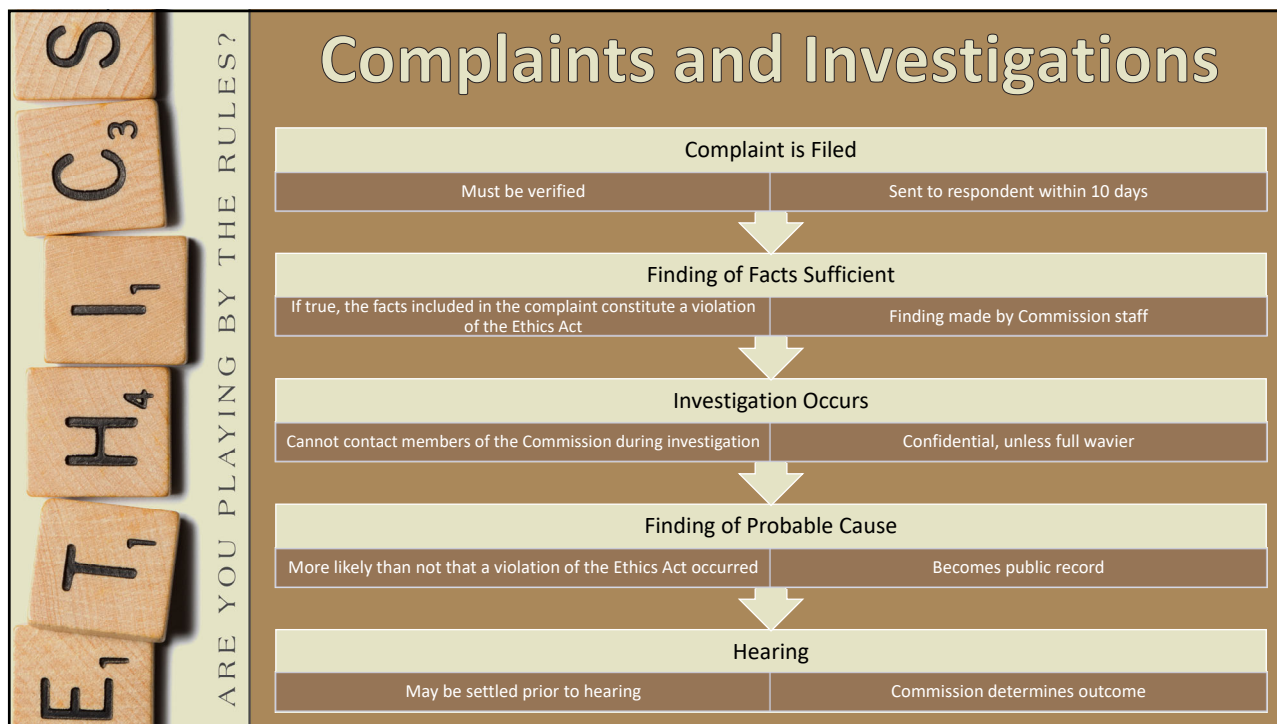 S
C3
I1
H4
T1
E1
ARE YOU PLAYING BY THE RULES?
Complaints and Investigations
Complaint is Filed
Must be verified
Sent to respondent within 10 days
Finding of Facts Sufficient
If true, the facts included in the complaint constitute a violation
of the Ethics Act
Finding made by Commission staff
Investigation Occurs
Cannot contact members of the Commission during investigation
Confidential, unless full wavier
Finding of Probable Cause
More likely than not that a violation of the Ethics Act occurred
Becomes public record
Hearing
May be settled prior to hearing
Commission determines outcome